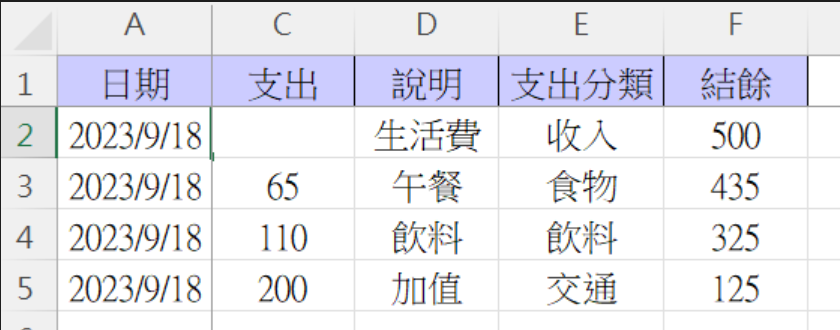 A C D E F
1 日期 支出 說明 支出分類 結餘
2 2023/9/18 生活費 收入 500
3 2023/9/18 65 午餐 食物 435
4 2023/9/18 110 飲料 飲料 325
5 2023/9/18 200 加值 交通 125